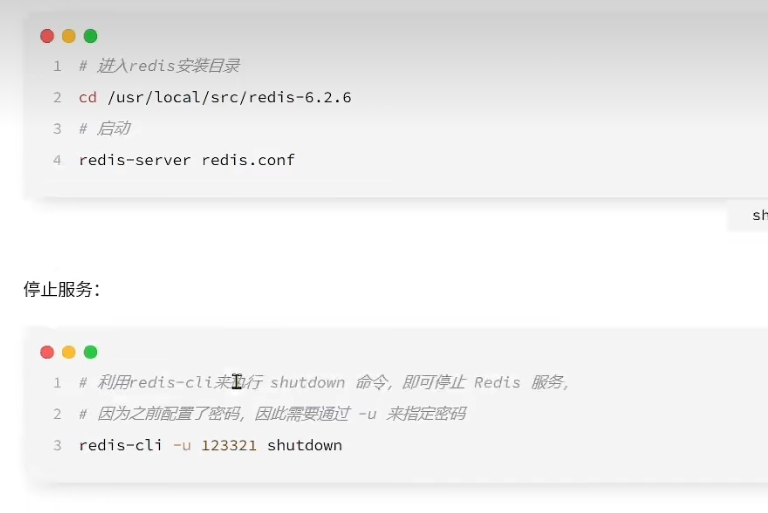 1 # 进入redis安装目录
2 cd /usr/local/src/redis-6.2.6
3 # 启动
4 redis-server redis.conf
sh
停止服务：
1 # 利用redis-cli来执行 shutdown 命令，即可停止 Redis 服务，
2 # 因为之前配置了密码，因此需要通过 -u 来指定密码
3 redis-cli -u 123321 shutdown